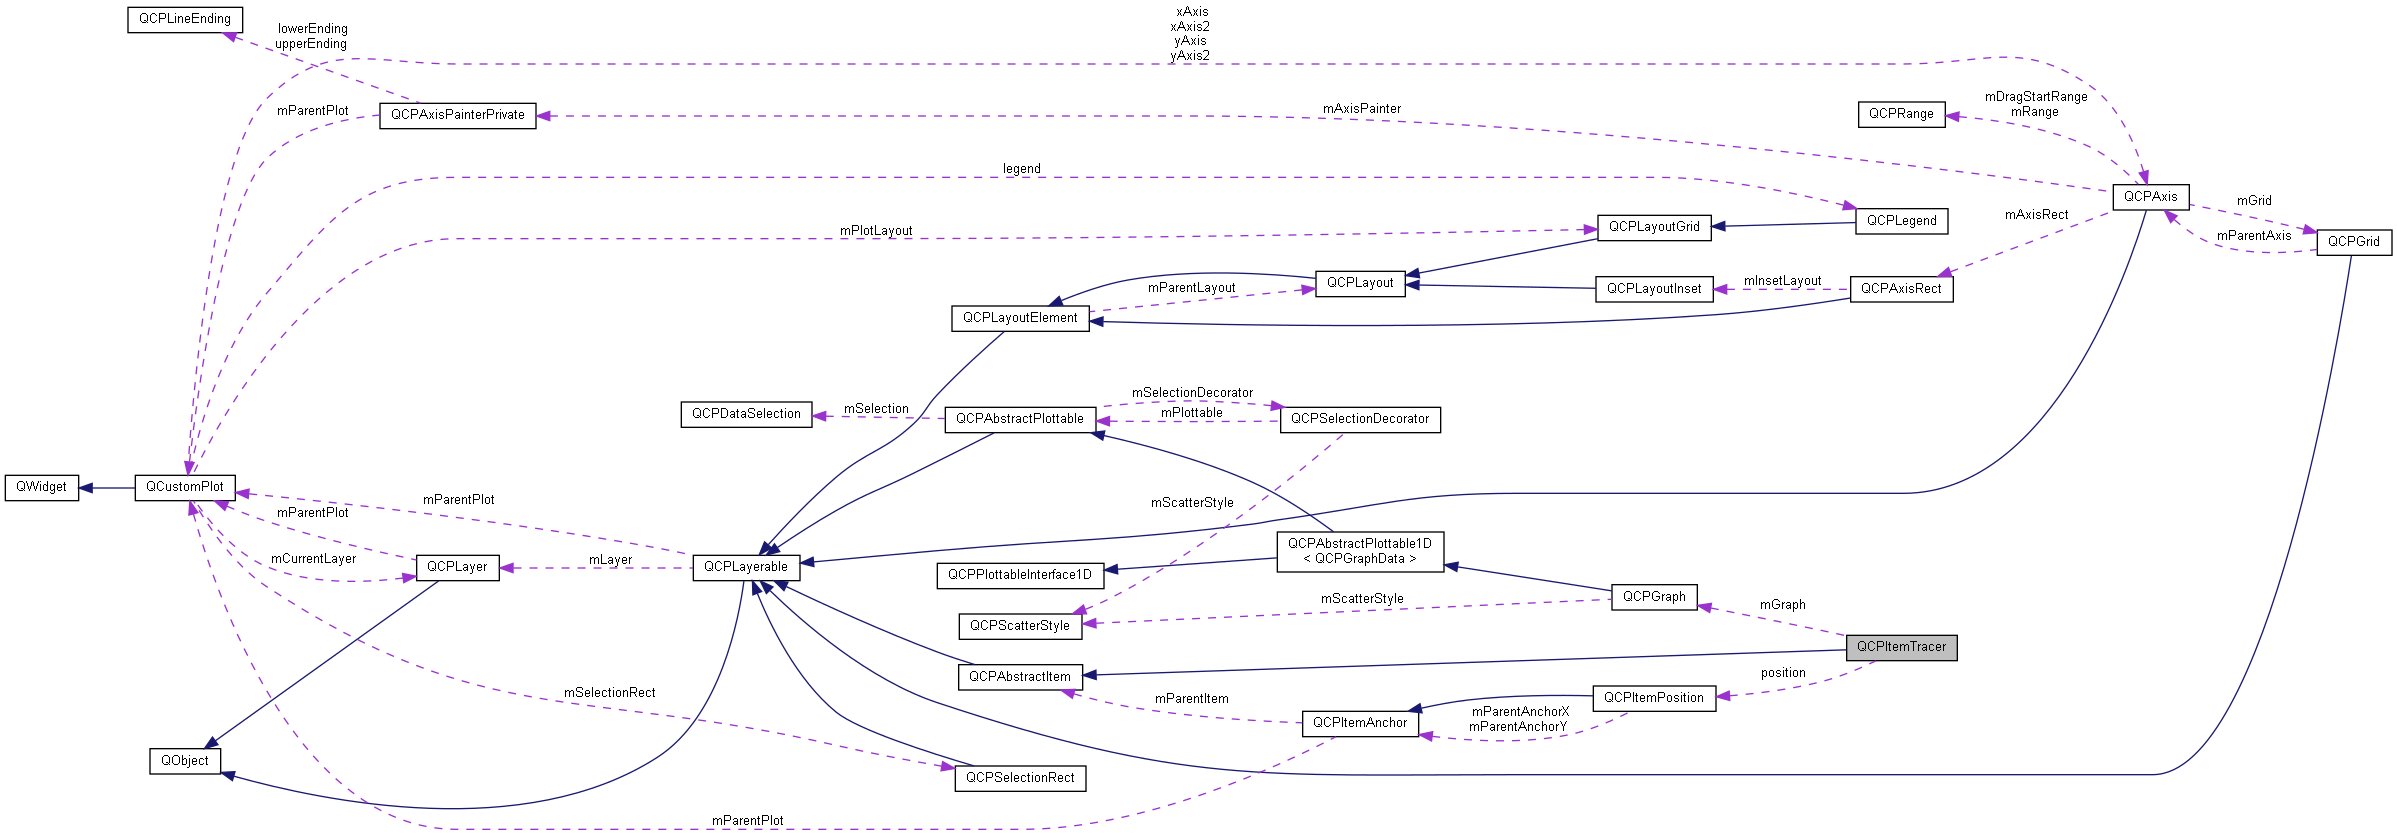 xAxis
xAxis2
yAxis
yAxis2
QCPLineEnding
lowerEnding
upperEnding
mParentPlot
QCPAxisPainterPrivate
mAxisPainter
QCPRange
mDragStartRange
mRange
legend
QCPAxis
mGrid
mAxisRect
mParentAxis
QCPGrid
mPlotLayout
QCPLayoutGrid
QCPLegend
QCPLayoutElement
mParentLayout
QCPLayout
QCPLayoutInset
mInsetLayout
QCPAxisRect
QCPDataSelection
mSelection
QCPAbstractPlottable
mSelectionDecorator
mPlottable
QCPSelectionDecorator
QWidget
QCustomPlot
mParentPlot
mParentPlot
mCurrentLayer
QCPLayer
mLayer
QCPLayerable
mScatterStyle
QCPAbstractPlottable1D
< QCPGraphData >
QCPPlottableInterface1D
mScatterStyle
QCPGraph
mGraph
QCPScatterStyle
QCPItemTracer
QCPAbstractItem
position
mSelectionRect
mParentItem
QCPItemPosition
mParentAnchorX
mParentAnchorY
QCPItemAnchor
QObject
QCPSelectionRect
mParentPlot